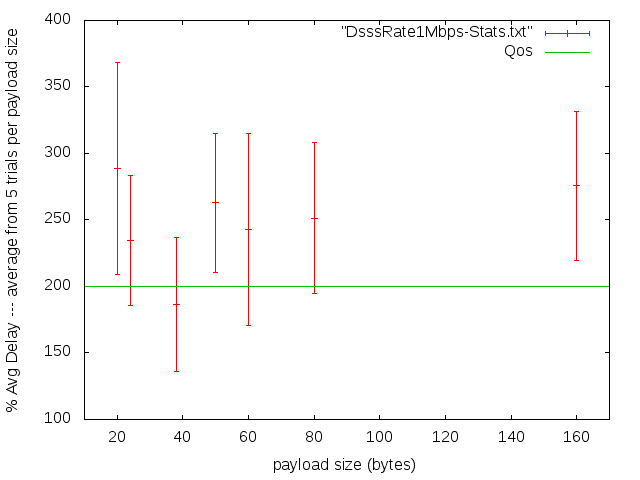 "DsssRate1Mbps-Stats.txt"
Qos
% Avg Delay --- average from 5 trials per payload size
400
350
300
250
200
150
100
20 40 60 80 100 120 140 160
payload size (bytes)